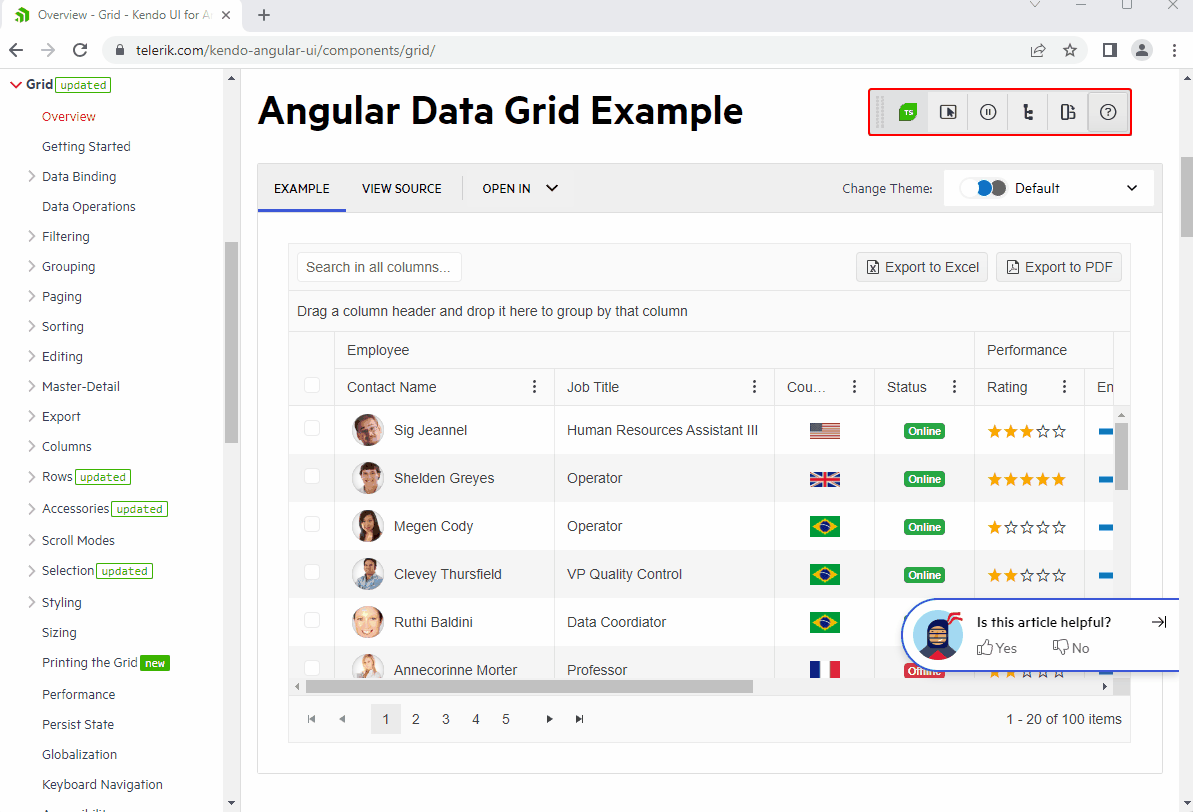 Overview - Grid - Kendo UI for A
telerik.com/kendo-angular-ui/components/grid/
Grid updated
Overview
Getting Started
Data Binding
Data Operations
Filtering
Grouping
Paging
Sorting
Editing
Master-Detail
Export
Columns
Rows updated
Accessories updated
Scroll Modes
Selection updated
Styling
Sizing
Printing the Grid new
Performance
Persist State
Globalization
Keyboard Navigation
Angular Data Grid Example
TS
EXAMPLE VIEW SOURCE OPEN IN Change Theme: Default
Search in all columns... Export to Excel Export to PDF
Drag a column header and drop it here to group by that column
Employee Performance
Contact Name Job Title Cou... Status Rating En
Sig Jeannel Human Resources Assistant III Online
Shelden Greyes Operator Online
Megen Cody Operator Online
Clevey Thursfield VP Quality Control Online
Ruthi Baldini Data Coordiator
Annecorinne Morter Professor Offline
Is this article helpful?
Yes No
1 2 3 4 5 1 - 20 of 100 items